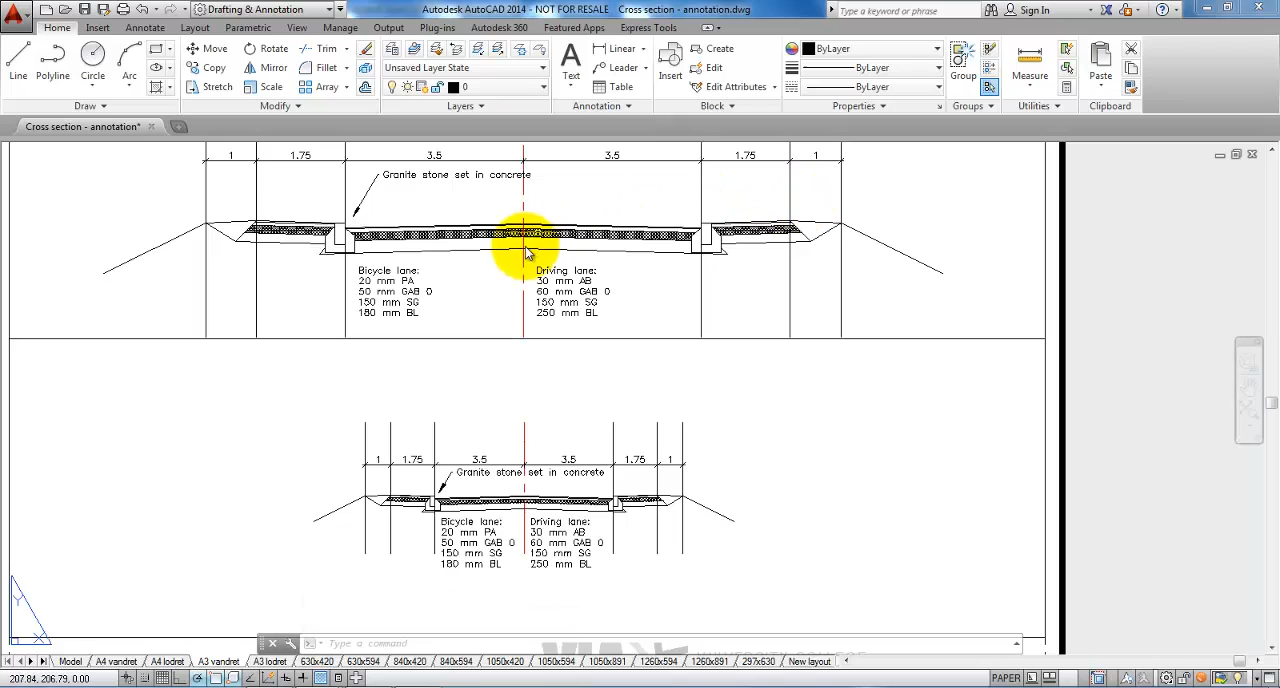 Drafting & Annotation
Autodesk AutoCAD 2014 - NOT FOR RESALE Cross section - annotation.dwg
Type a keyword or phrase
Sign In
Home Insert Annotate Layout Parametric View Manage Output Plug-ins Autodesk 360 Featured Apps Express Tools
Line Polyline Circle Arc
Move Rotate Trim
Copy Mirror Fillet
Stretch Scale Array
Unsaved Layer State
0
Text
Linear
Leader
Table
Insert
Create
Edit
Edit Attributes
ByLayer
ByLayer
ByLayer
Group
Measure
Paste
Draw Modify Layers Annotation Block Properties Groups Utilities Clipboard
Cross section - annotation*
1 1.75 3.5 3.5 1.75 1
Granite stone set in concrete
Bicycle lane:
20 mm PA
50 mm GAB 0
150 mm SG
180 mm BL
Driving lane:
30 mm AB
60 mm GAB 0
150 mm SG
250 mm BL
1 1.75 3.5 3.5 1.75 1
Granite stone set in concrete
Bicycle lane:
20 mm PA
50 mm GAB 0
150 mm SG
180 mm BL
Driving lane:
30 mm AB
60 mm GAB 0
150 mm SG
250 mm BL
Y
X
Type a command
Model A4 vandret A4 lodret A3 vandret A3 lodret 630x420 630x594 840x420 840x594 1050x420 1050x594 1050x891 1260x594 1260x891 297x630 New layout
207.84, 206.79, 0.00
PAPER